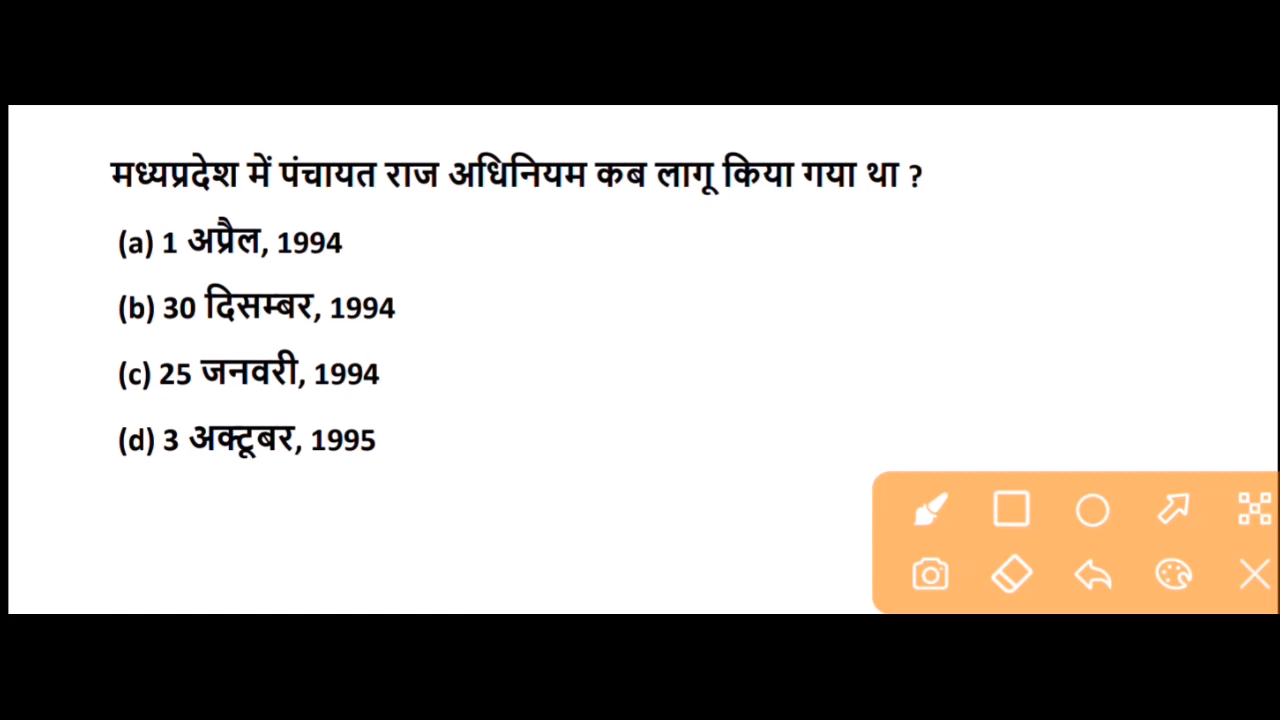 मध्यप्रदेश में पंचायत राज अधिनियम कब लागू किया गया था ?
(a) 1 अप्रैल, 1994
(b) 30 दिसम्बर, 1994
(c) 25 जनवरी, 1994
(d) 3 अक्टूबर, 1995